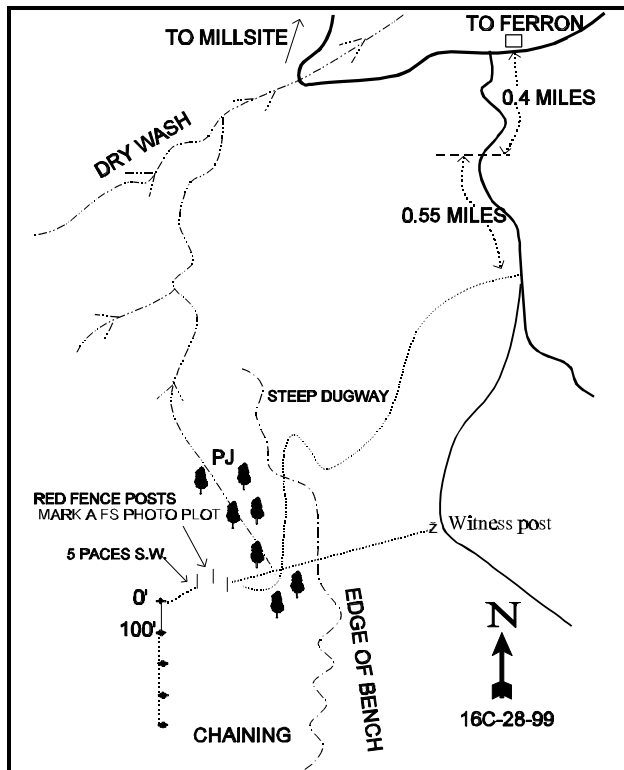 TO FERRON
TO MILLSITE
0.4 MILES
DRY WASH
0.55 MILES
STEEP DUGWAY
PJ
RED FENCE POSTS
MARK A FS PHOTO PLOT
Witness post
5 PACES S.W.
0'
100'
EDGE OF BENCH
N
16C-28-99
CHAINING